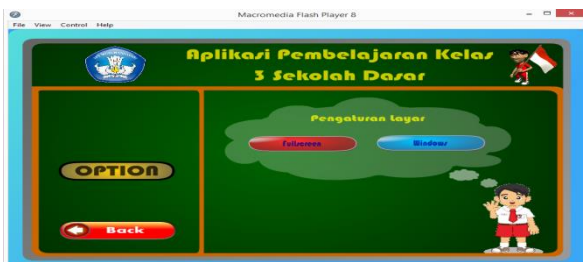 Macromedia Flash Player 8
File View Control Help
Aplikasi Pembelajaran Kelas
3 Sekolah Dasar
Pengaturan Layar
Fullscreen
Windows
OPTION
Back